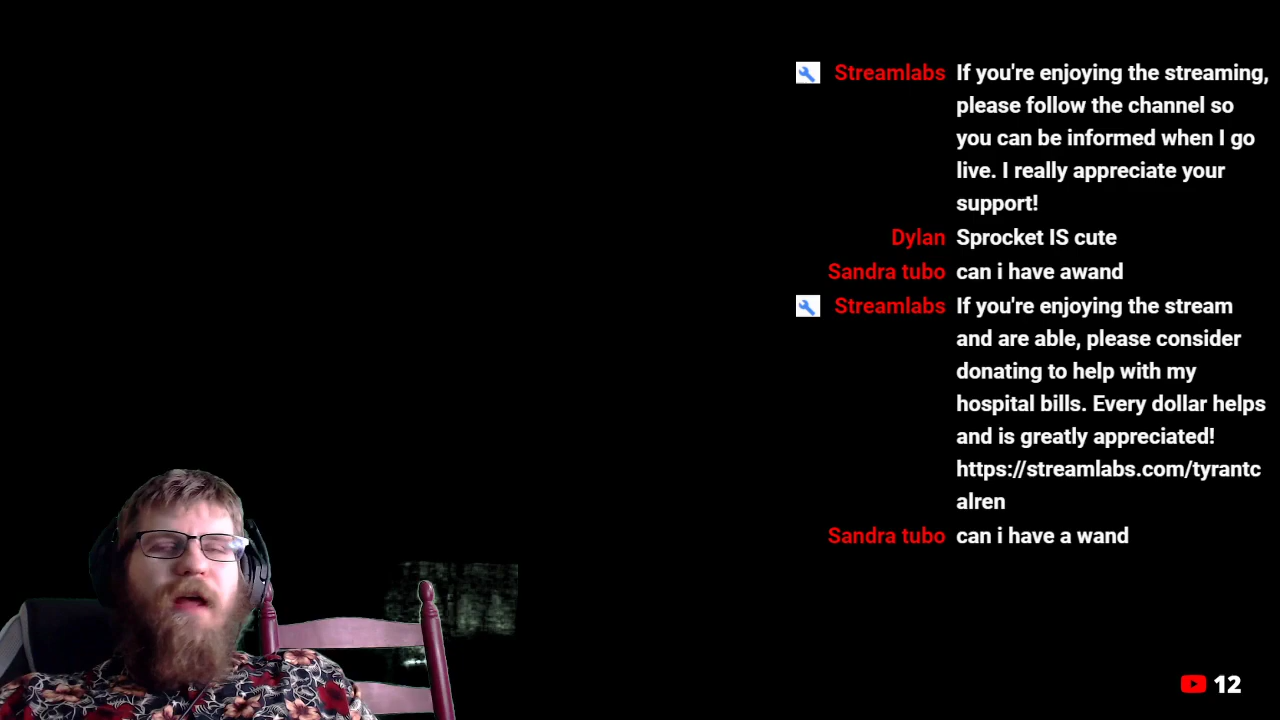 Streamlabs If you're enjoying the streaming,
please follow the channel so
you can be informed when I go
live. I really appreciate your
support!
Dylan Sprocket IS cute
Sandra tubo can i have awand
Streamlabs If you're enjoying the stream
and are able, please consider
donating to help with my
hospital bills. Every dollar helps
and is greatly appreciated!
https://streamlabs.com/tyrantc
alren
Sandra tubo can i have a wand
12